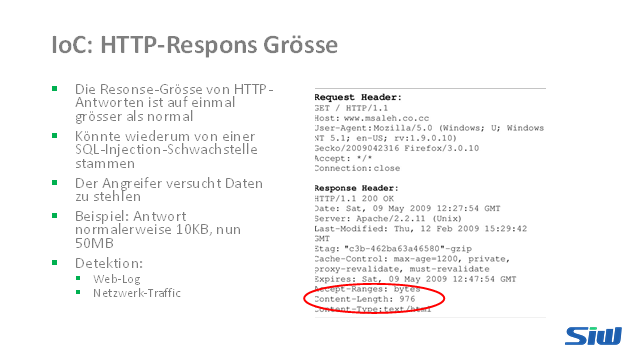 IoC: HTTP-Respons Grösse
Die Resonse-Grösse von HTTP-
Antworten ist auf einmal
grösser als normal
Könnte wiederum von einer
SQL-Injection-Schwachstelle
stammen
Der Angreifer versucht Daten
zu stehlen
Beispiel: Antwort
normalerweise 10KB, nun
50MB
Detektion:
Web-Log
Netzwerk-Traffic
Request Header:
GET / HTTP/1.1
Host: www.msaleh.co.cc
User-Agent:Mozilla/5.0 (Windows; U; Windows
NT 5.1; en-US; rv:1.9.0.10)
Gecko/2009042316 Firefox/3.0.10
Accept: */*
Connection:close
Response Header:
HTTP/1.1 200 OK
Date: Sat, 09 May 2009 12:27:54 GMT
Server: Apache/2.2.11 (Unix)
Last-Modified: Thu, 12 Feb 2009 15:29:42
GMT
Etag: "c3b-462ba63a46580"-gzip
Cache-Control: max-age=1200, private,
proxy-revalidate, must-revalidate
Expires: Sat, 09 May 2009 12:47:54 GMT
Accept-Ranges: bytes
Content-Length: 976
Content-Type:text/html
SIW